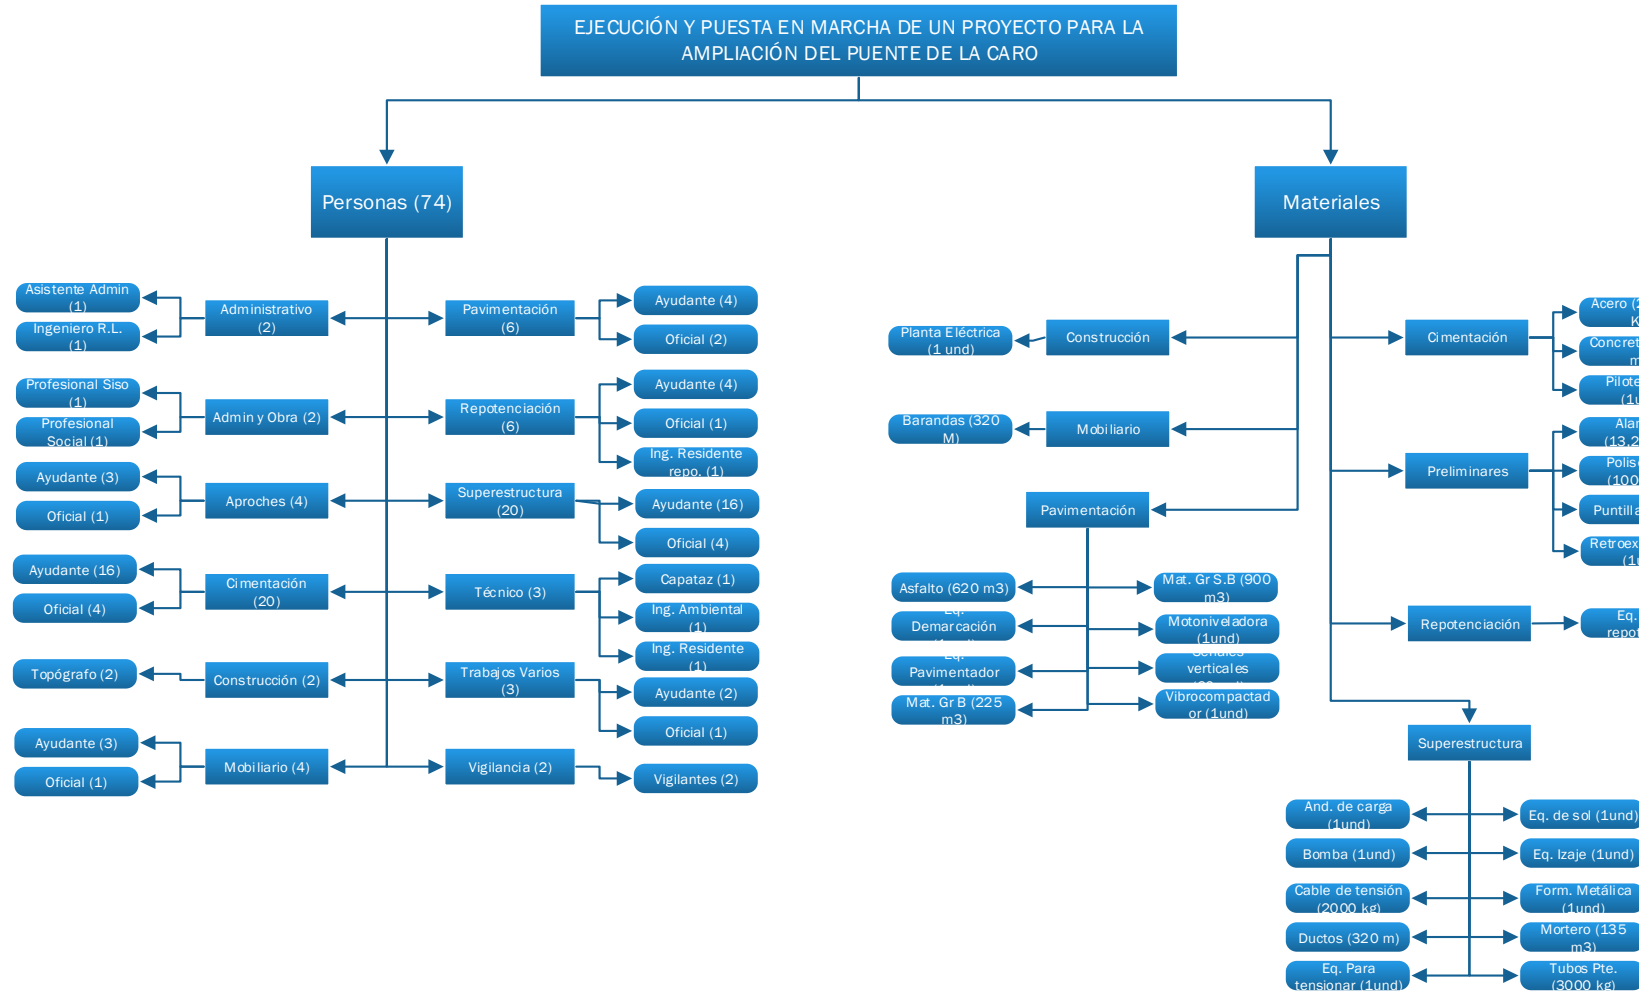 EJECUCIÓN Y PUESTA EN MARCHA DE UN PROYECTO PARA LA
AMPLIACIÓN DEL PUENTE DE LA CARO
Personas (74)
Materiales
Asistente Admin
(1)
Ingeniero R.L.
(1)
Administrativo
(2)
Pavimentación
(6)
Ayudante (4)
Oficial (2)
Profesional Siso
(1)
Profesional
Social (1)
Admin y Obra (2)
Repotenciación
(6)
Ayudante (4)
Oficial (1)
Ing. Residente
repo. (1)
Ayudante (3)
Oficial (1)
Aproches (4)
Superestructura
(20)
Ayudante (16)
Oficial (4)
Ayudante (16)
Oficial (4)
Cimentación
(20)
Técnico (3)
Capataz (1)
Ing. Ambiental
(1)
Ing. Residente
(1)
Topógrafo (2)
Construcción (2)
Trabajos Varios
(3)
Ayudante (2)
Oficial (1)
Ayudante (3)
Oficial (1)
Mobiliario (4)
Vigilancia (2)
Vigilantes (2)
Planta Eléctrica
(1 und)
Construcción
Barandas (320
M)
Mobiliario
Pavimentación
Asfalto (620 m3)
Eq.
Demarcación
Eq.
Pavimentador
Mat. Gr B (225
m3)
Mat. Gr S.B (900
m3)
Motoniveladora
(1und)
Señales
verticales
Vibrocompactad
or (1und)
Cimentación
Acero
Pilote
Preliminares
(100
Repotenciación
Eq.
Superestructura
And. de carga
(1und)
Bomba (1und)
Cable de tensión
(2000 kg)
Ductos (320 m)
Eq. Para
tensionar (1und)
Eq. de sol (1und)
Eq. Izaje (1und)
Form. Metálica
(1und)
Mortero (135
m3)
Tubos Pte.
(3000 kg)